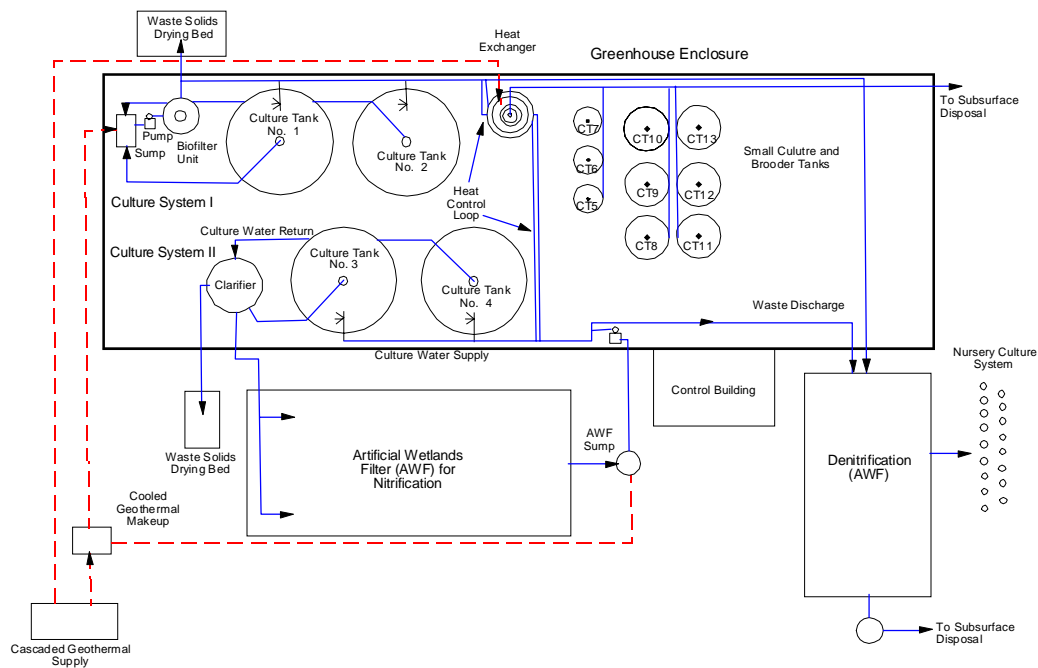 Waste Solids
Drying Bed
Heat
Exchanger
Greenhouse Enclosure
To Subsurface
Disposal
Pump
Sump
Biofilter
Unit
Culture Tank
No. 1
Culture Tank
No. 2
CT7
CT6
CT5
CT10
CT9
CT8
CT13
CT12
CT11
Small Culutre and
Brooder Tanks
Culture System I
Heat
Control
Loop
Culture Water Return
Culture System II
Clarifier
Culture Tank
No. 3
Culture Tank
No. 4
Waste Discharge
Culture Water Supply
Control Building
Nursery Culture
System
Waste Solids
Drying Bed
Artificial Wetlands
Filter (AWF) for
Nitrification
AWF
Sump
Denitrification
(AWF)
Cooled
Geothermal
Makeup
Cascaded Geothermal
Supply
To Subsurface
Disposal